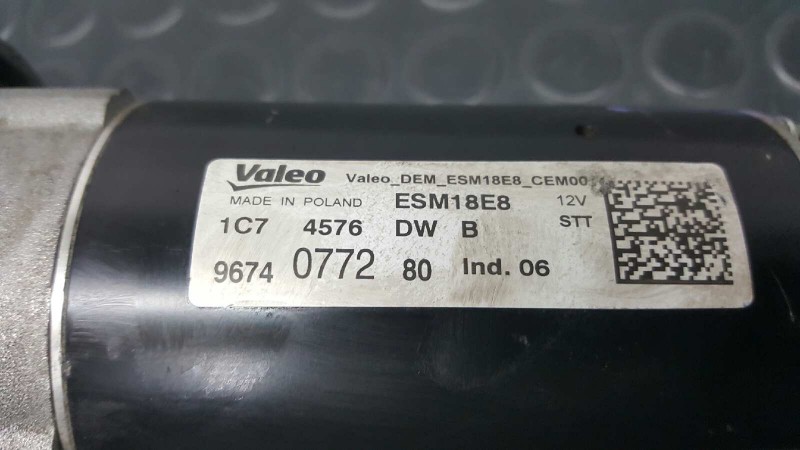 Valeo Valeo_DEM_ESM18E8_CEM00
MADE IN POLAND ESM18E8 12V
1C7 4576 DW B STT
9674 0772 80 Ind. 06